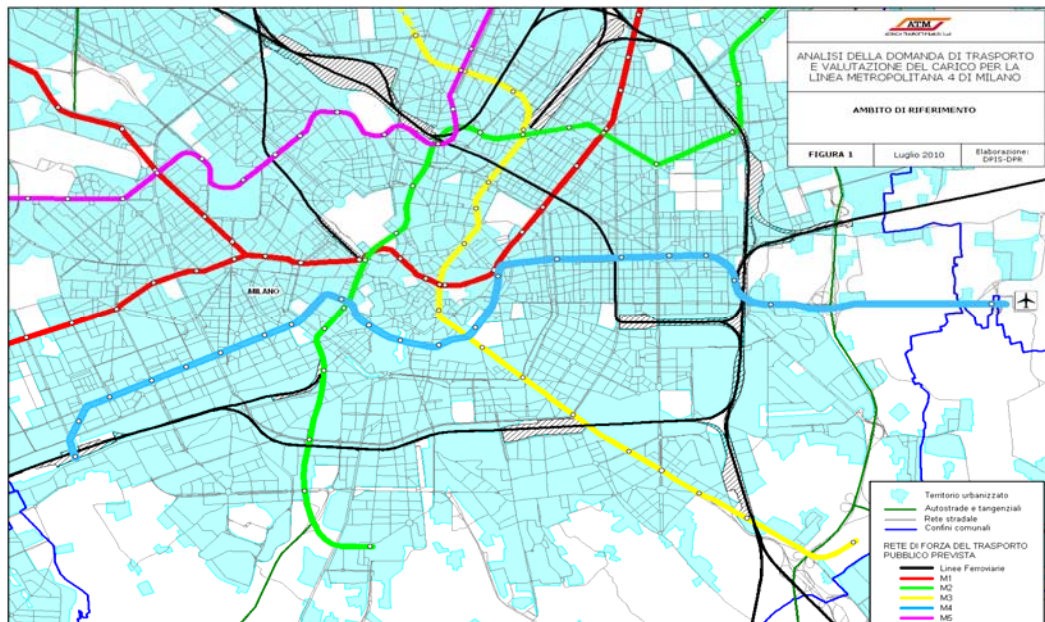 ATM
ANALISI DELLA DOMANDA DI TRASPORTO
E VALUTAZIONE DEL CARICO PER LA
LINEA METROPOLITANA 4 DI MILANO
AMBITO DI RIFERIMENTO
FIGURA 1
Luglio 2010
Elaborazione:
DPIS-DPR
MILANO
Territorio urbanizzato
Autostrade e tangenziali
Rete stradale
Confini comunali
RETE DI FORZA DEL TRASPORTO
PUBBLICO PREVISTA
Linee Ferroviarie
M1
M2
M3
M4
M5